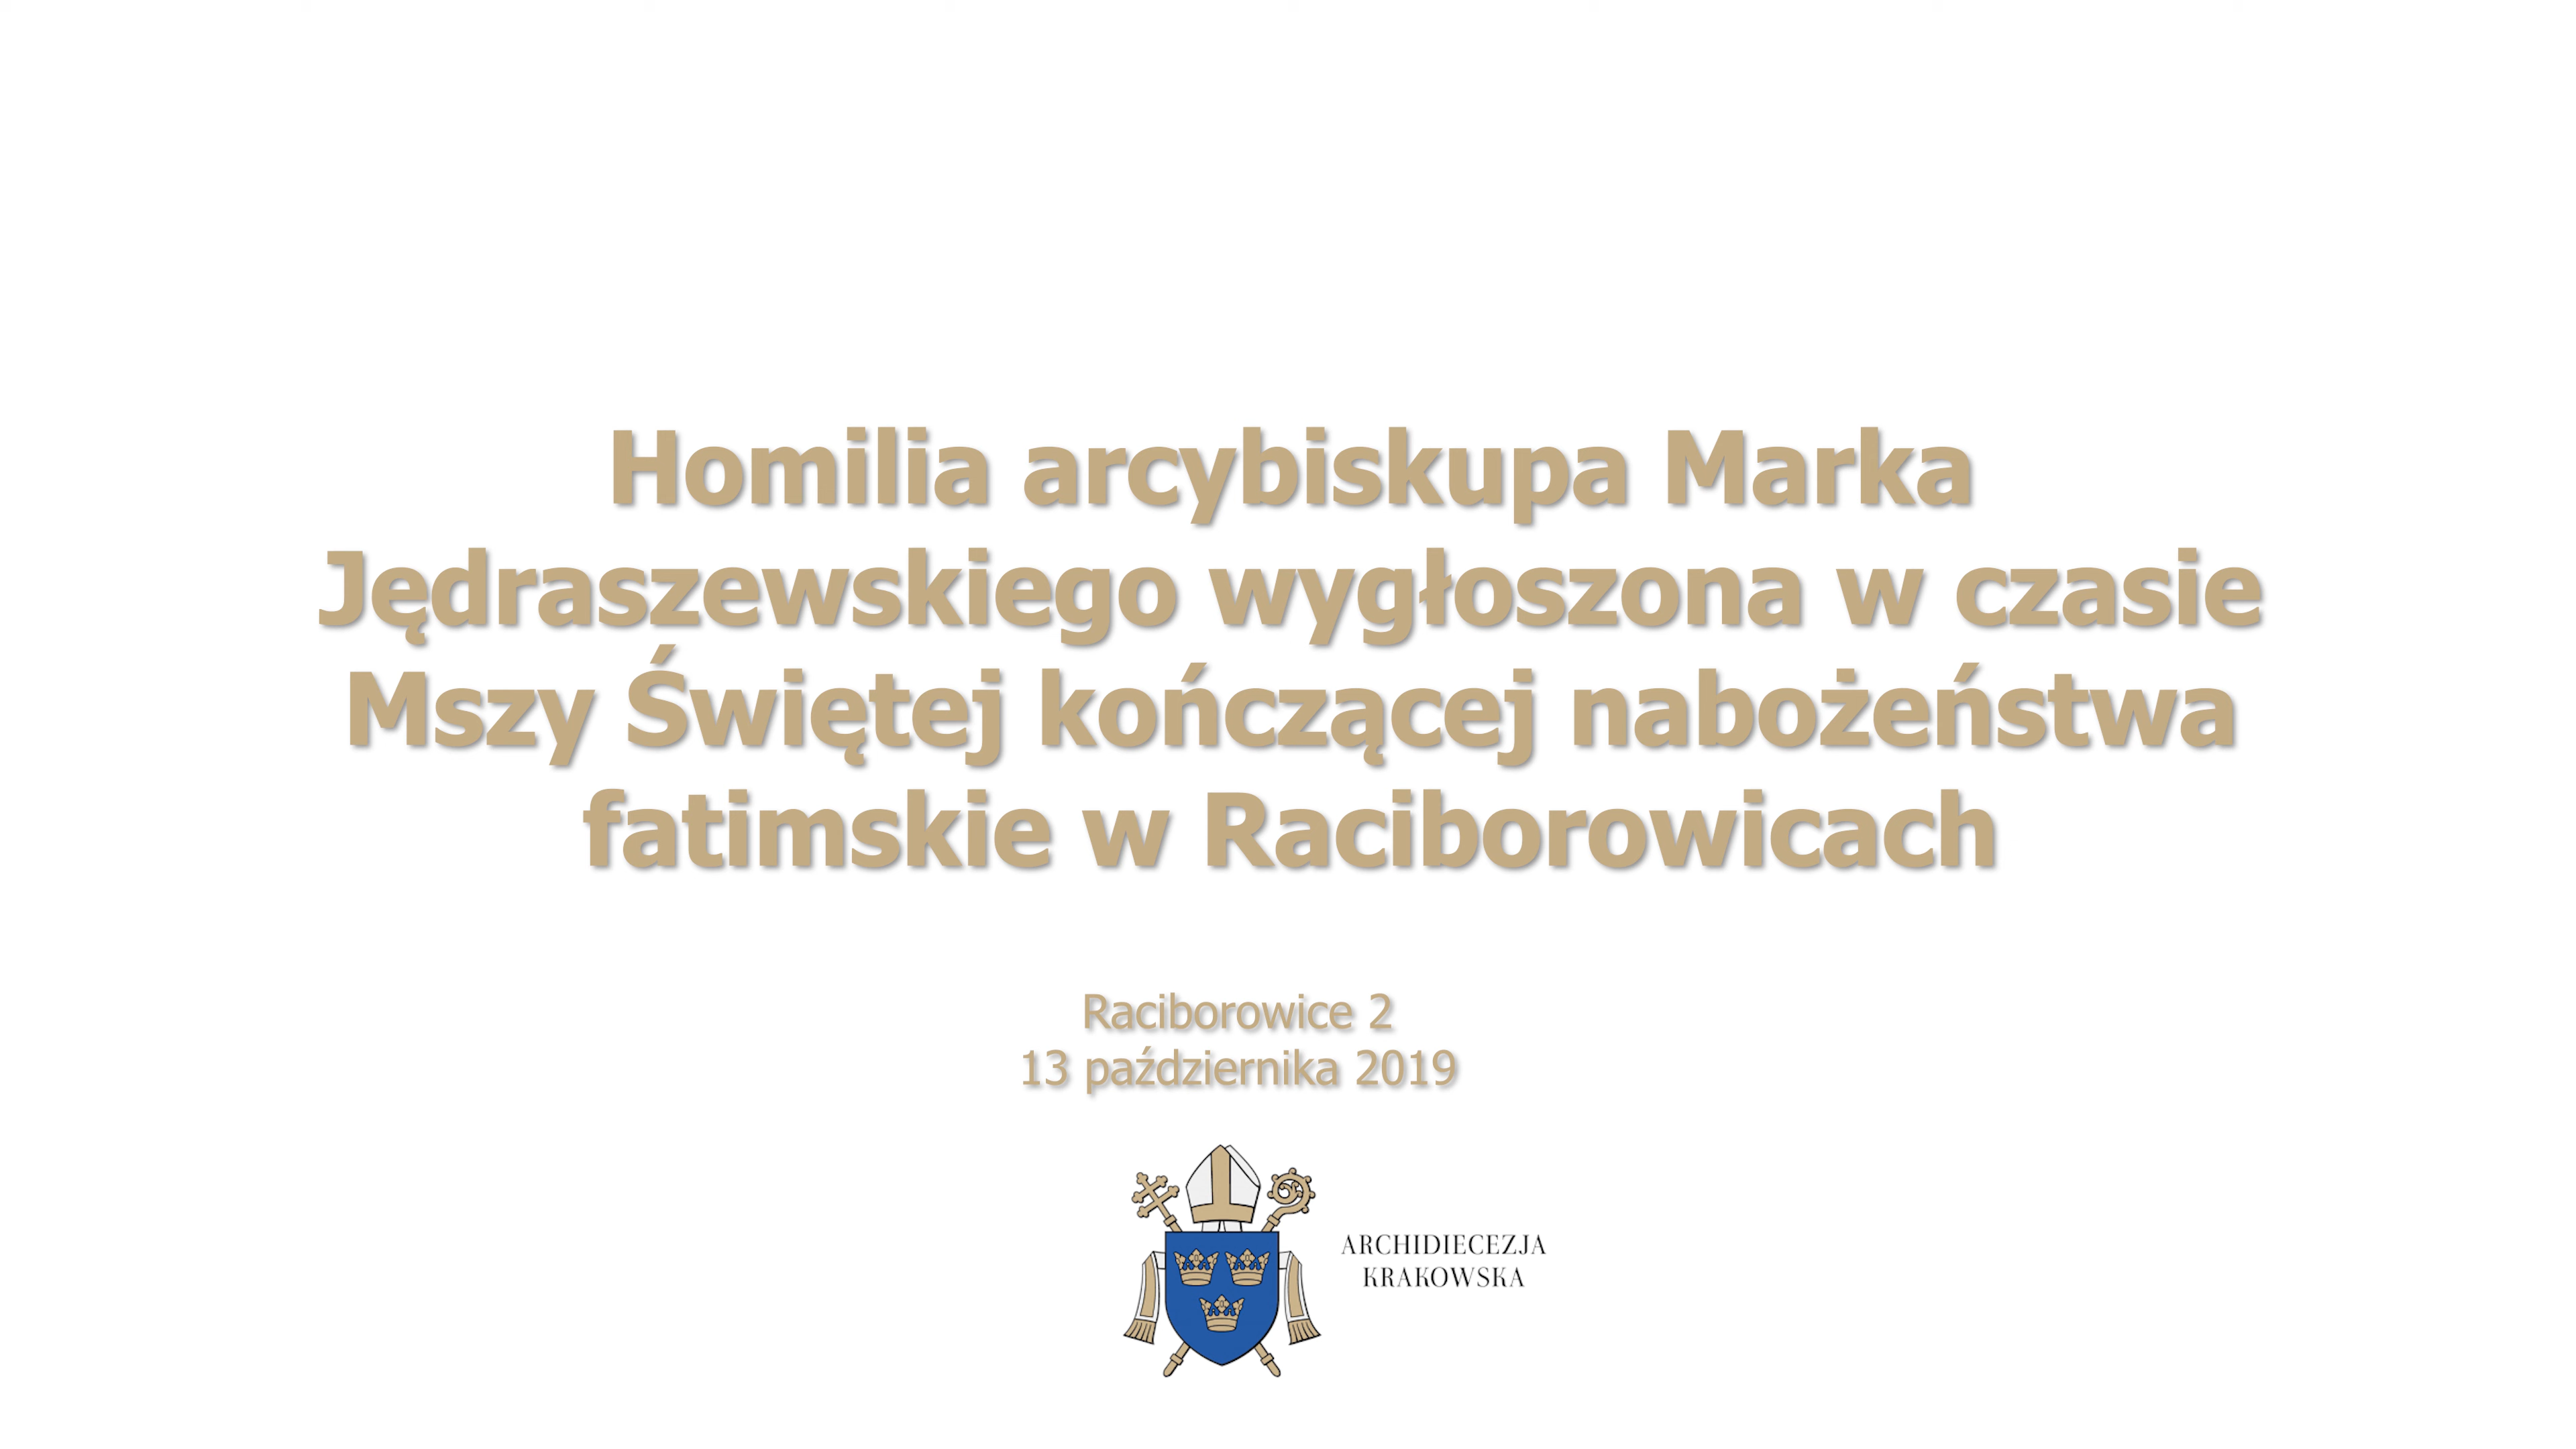 Homilia arcybiskupa Marka
Jędraszewskiego wygłoszona w czasie
Mszy Świętej kończącej nabożeństwa
fatimskie w Raciborowicach
Raciborowice 2
13 października 2019
ARCHIDIECEZJA
KRAKOWSKA